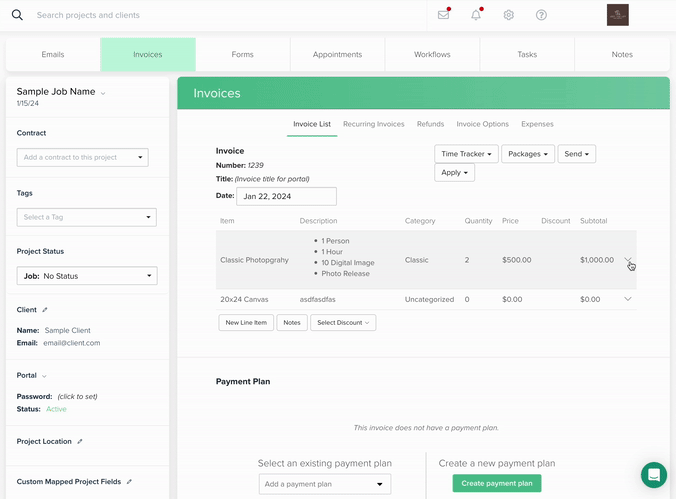 Search projects and clients
Emails
Invoices
Forms
Appointments
Workflows
Tasks
Notes
Sample Job Name
1/15/24
Contract
Add a contract to this project
Tags
Select a Tag
Project Status
Job: No Status
Client
Name: Sample Client
Email: email@client.com
Portal
Password: (click to set)
Status: Active
Project Location
Custom Mapped Project Fields
Invoices
Invoice List
Recurring Invoices
Refunds
Invoice Options
Expenses
Invoice
Number: 1239
Title: (Invoice title for portal)
Date: Jan 22, 2024
Time Tracker
Packages
Send
Apply
Item Description Category Quantity Price Discount Subtotal
1 Person
1 Hour
Classic Photopgrahy 10 Digital Image Classic 2 $500.00 $1,000.00
Photo Release
20x24 Canvas asdfasdfas Uncategorized 0 $0.00 $0.00
New Line Item
Notes
Select Discount
Payment Plan
This invoice does not have a payment plan.
Select an existing payment plan
Add a payment plan
Create a new payment plan
Create payment plan